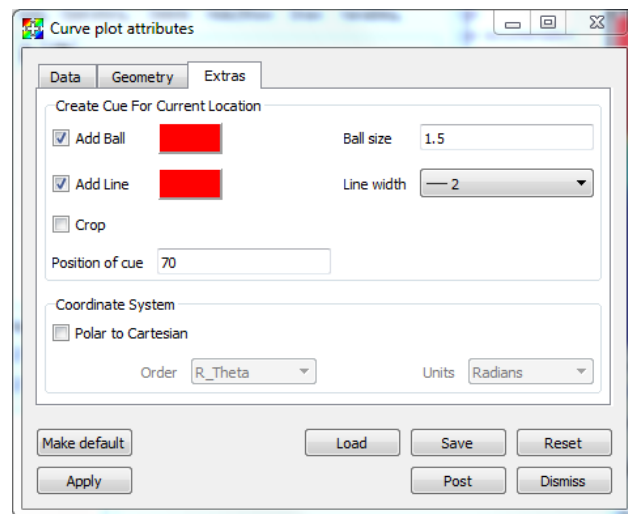 Curve plot attributes
Data Geometry Extras
Create Cue For Current Location
Add Ball Ball size 1.5
Add Line Line width 2
Crop
Position of cue 70
Coordinate System
Polar to Cartesian
Order R_Theta Units Radians
Make default Load Save Reset
Apply Post Dismiss